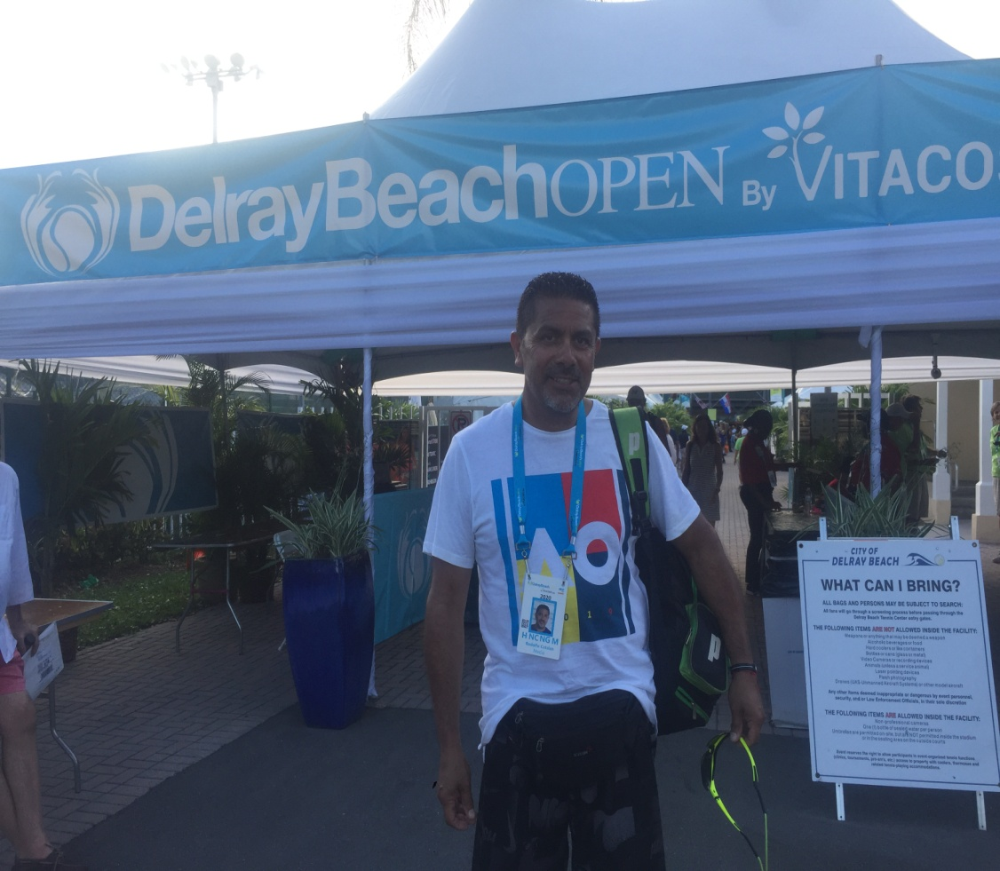 DelrayBeachOPEN By VITACO
AO
2020
H NC NG M
CITY OF
DELRAY BEACH
WHAT CAN I BRING?
ALL BAGS AND PERSONS MAY BE SUBJECT TO SEARCH:
All fans will go through a screening process before passing through the
Delray Beach Tennis Center entry gates.
THE FOLLOWING ITEMS ARE NOT ALLOWED INSIDE THE FACILITY:
Weapons or anything that may be deemed a weapon
Alcoholic beverages or food
Hard coolers or like containers
Bottles or cans (glass or metal)
Video Cameras or recording devices
Animals (unless a service animal)
Laser pointing devices
Flash photography
Drones (UAS-Unmanned Aircraft Systems) or other model aircraft
Any other items deemed inappropriate or dangerous by event personnel,
security, and/or Law Enforcement Officials, in their sole discretion
THE FOLLOWING ITEMS ARE ALLOWED INSIDE THE FACILITY:
Non-professional cameras
One (1) bottle of sealed water per person
Umbrellas are permitted on site, but are NOT permitted inside the stadium
or in the seating area on the outside courts